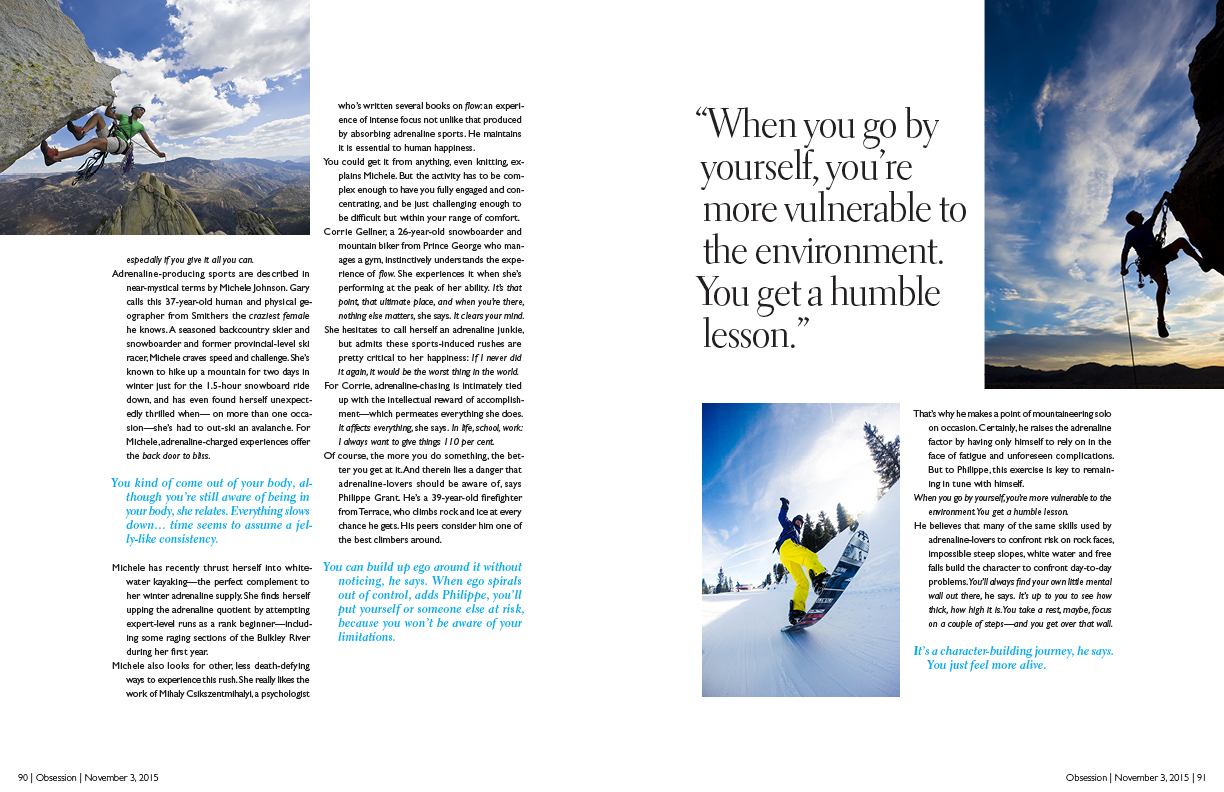 especially if you give it all you can.
Adrenaline-producing sports are described in
near-mystical terms by Michele Johnson. Gary
calls this 37-year-old human and physical ge-
ographer from Smithers the craziest female
he knows. A seasoned backcountry skier and
snowboarder and former provincial-level ski
racer, Michele craves speed and challenge. She's
known to hike up a mountain for two days in
winter just for the 1.5-hour snowboard ride
down, and has even found herself unexpect-
edly thrilled when— on more than one occa-
sion—she's had to out-ski an avalanche. For
Michele, adrenaline-charged experiences offer
the back door to bliss.
You kind of come out of your body, al-
though you're still aware of being in
your body, she relates. Everything slows
down… time seems to assume a jel-
ly-like consistency.
Michele has recently thrust herself into white-
water kayaking—the perfect complement to
her winter adrenaline supply. She finds herself
upping the adrenaline quotient by attempting
expert-level runs as a rank beginner—includ-
ing some raging sections of the Bulkley River
during her first year.
Michele also looks for other, less death-defying
ways to experience this rush. She really likes the
work of Mihaly Csikszentmihalyi, a psychologist
who's written several books on flow: an experi-
ence of intense focus not unlike that produced
by absorbing adrenaline sports. He maintains
it is essential to human happiness.
You could get it from anything, even knitting, ex-
plains Michele. But the activity has to be com-
plex enough to have you fully engaged and con-
centrating, and be just challenging enough to
be difficult but within your range of comfort.
Corrie Gellner, a 26-year-old snowboarder and
mountain biker from Prince George who man-
ages a gym, instinctively understands the expe-
rience of flow. She experiences it when she's
performing at the peak of her ability. It's that
point, that ultimate place, and when you're there,
nothing else matters, she says. It clears your mind.
She hesitates to call herself an adrenaline junkie,
but admits these sports-induced rushes are
pretty critical to her happiness: If I never did
it again, it would be the worst thing in the world.
For Corrie, adrenaline-chasing is intimately tied
up with the intellectual reward of accomplish-
ment—which permeates everything she does.
It affects everything, she says. In life, school, work:
I always want to give things 110 per cent.
Of course, the more you do something, the bet-
ter you get at it. And therein lies a danger that
adrenaline-lovers should be aware of, says
Philippe Grant. He's a 39-year-old firefighter
from Terrace, who climbs rock and ice at every
chance he gets. His peers consider him one of
the best climbers around.
You can build up ego around it without
noticing, he says. When ego spirals
out of control, adds Philippe, you'll
put yourself or someone else at risk,
because you won't be aware of your
limitations.
90 | Obsession | November 3, 2015
“When you go by
yourself, you're
more vulnerable to
the environment.
You get a humble
lesson.”
That's why he makes a point of mountaineering solo
on occasion. Certainly, he raises the adrenaline
factor by having only himself to rely on in the
face of fatigue and unforeseen complications.
But to Philippe, this exercise is key to remain-
ing in tune with himself.
When you go by yourself, you're more vulnerable to the
environment. You get a humble lesson.
He believes that many of the same skills used by
adrenaline-lovers to confront risk on rock faces,
impossible steep slopes, white water and free
falls build the character to confront day-to-day
problems. You'll always find your own little mental
wall out there, he says. It's up to you to see how
thick, how high it is. You take a rest, maybe, focus
on a couple of steps—and you get over that wall.
It's a character-building journey, he says.
You just feel more alive.
Obsession | November 3, 2015 | 91